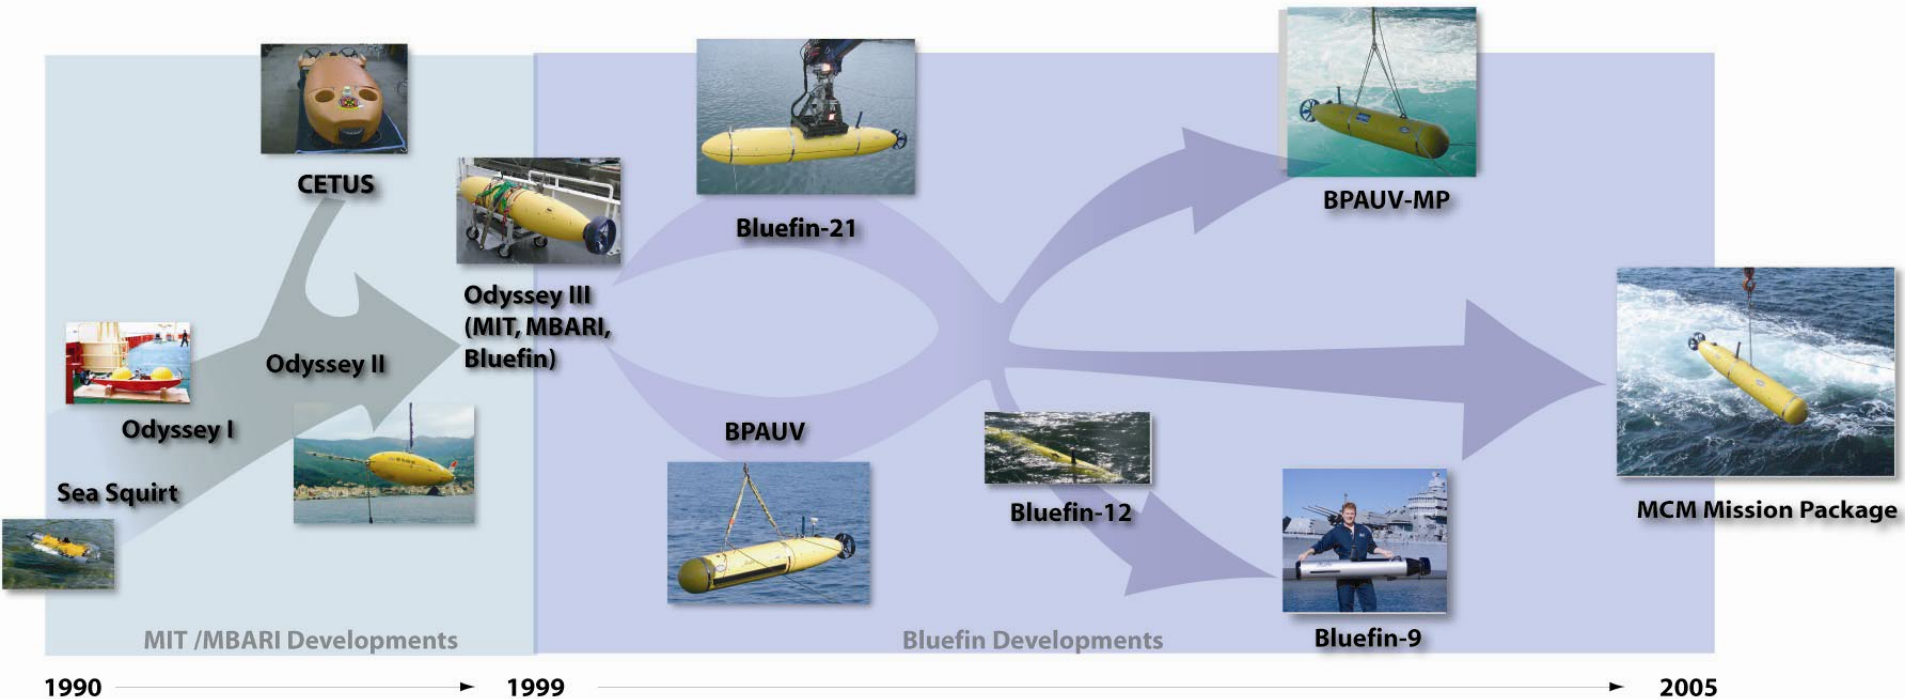 CETUS
Odyssey III
(MIT, MBARI,
Bluefin)
Odyssey II
Odyssey I
Sea Squirt
Bluefin-21
BPAUV
BPAUV-MP
Bluefin-12
Bluefin-9
MCM Mission Package
MIT /MBARI Developments
Bluefin Developments
1990
1999
2005